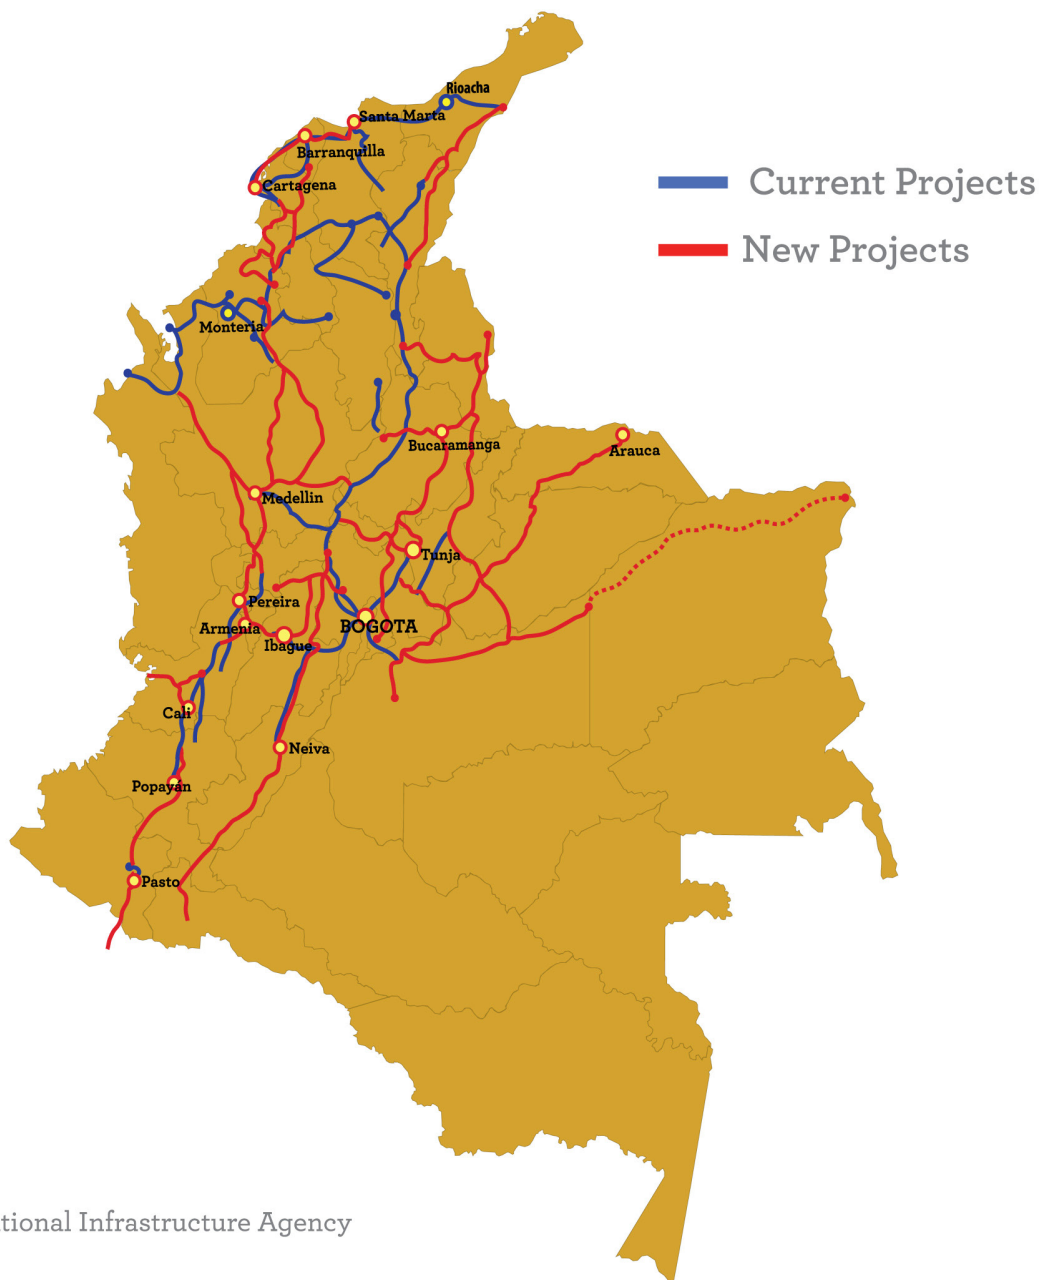 Rioacha
Santa Marta
Barranquilla
Cartagena
Current Projects
New Projects
Monteria
Bucaramanga
Arauca
Medellin
Tunja
Pereira
Armenia
BOGOTA
Ibague
Cali
Neiva
Popayán
Pasto
tional Infrastructure Agency